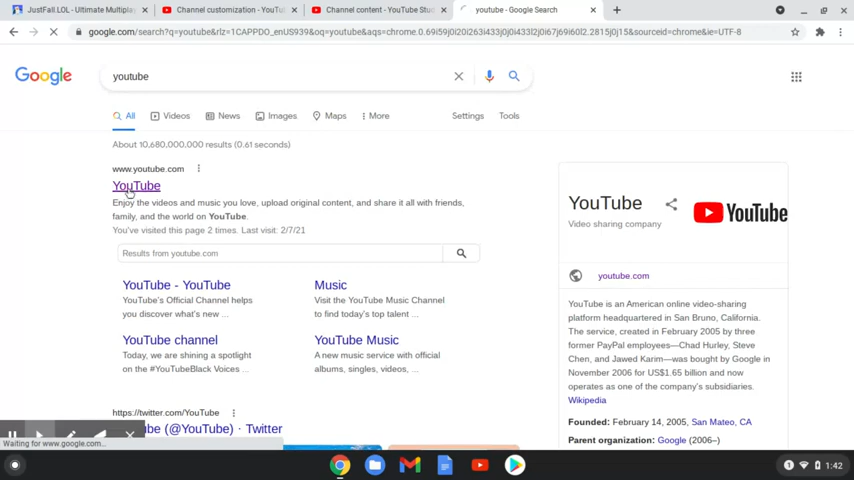 JustFall.LOL - Ultimate Multiplay
Channel customization - YouTu
Channel content - YouTube Stud
youtube - Google Search
google.com/search?q=youtube&rlz=1CAPPDO_enUS939&oq=youtube&aqs=chrome.0.69i59j0i20i263i433j0i433l2j0i67j69i60l2.2815j0j15&sourceid=chrome&ie=UTF-8
Google
youtube
All
Videos
News
Images
Maps
More
Settings
Tools
About 10,680,000,000 results (0.61 seconds)
www.youtube.com
YouTube
Enjoy the videos and music you love, upload original content, and share it all with friends,
family, and the world on YouTube.
You've visited this page 2 times. Last visit: 2/7/21
Results from youtube.com
YouTube - YouTube
YouTube's Official Channel helps
you discover what's new ...
Music
Visit the YouTube Music Channel
to find today's top talent ...
YouTube channel
Today, we are shining a spotlight
on the #YouTubeBlack Voices ...
YouTube Music
A new music service with official
albums, singles, videos, ...
https://twitter.com/YouTube
be (@YouTube) · Twitter
Waiting for www.google.com...
YouTube
Video sharing company
YouTube
youtube.com
YouTube is an American online video-sharing
platform headquartered in San Bruno, California.
The service, created in February 2005 by three
former PayPal employees—Chad Hurley, Steve
Chen, and Jawed Karim—was bought by Google in
November 2006 for US$1.65 billion and now
operates as one of the company's subsidiaries.
Wikipedia
Founded: February 14, 2005, San Mateo, CA
Parent organization: Google (2006–)
1
1:42